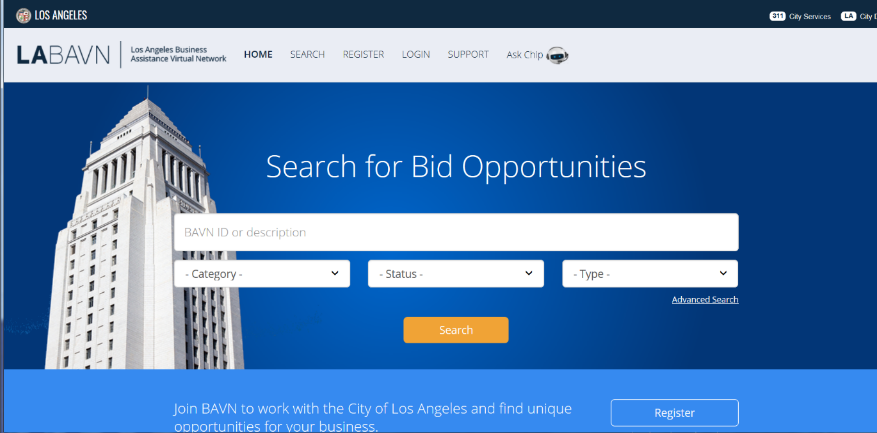 LOS ANGELES
311 City Services LA City
LABAVN Los Angeles Business
Assistance Virtual Network
HOME SEARCH REGISTER LOGIN SUPPORT Ask Chip
Search for Bid Opportunities
BAVN ID or description
- Category - - Status - - Type -
Advanced Search
Search
Join BAVN to work with the City of Los Angeles and find unique
opportunities for your business.
Register